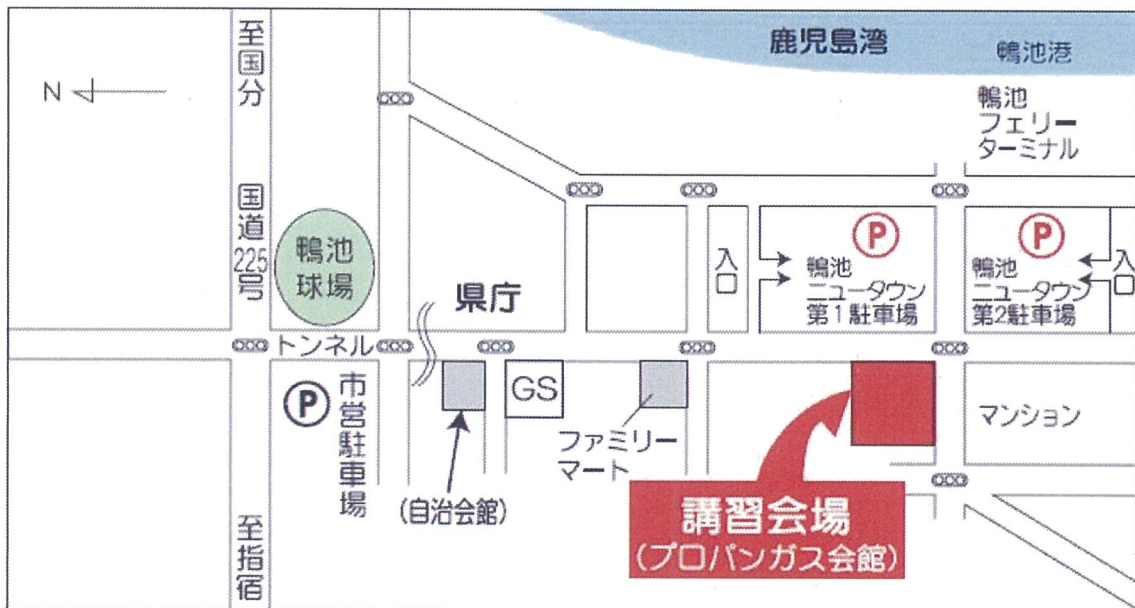 至国分
国道225号
至指宿
N
鴨池
球場
トンネル
P
市営駐車場
県庁
(自治会館)
GS
ファミリー
マート
鹿児島湾
鴨池港
鴨池
フェリー
ターミナル
入口
P
鴨池
ニュータウン
第1駐車場
P
鴨池
ニュータウン
第2駐車場
入口
マンション
講習会場
(プロパンガス会館)